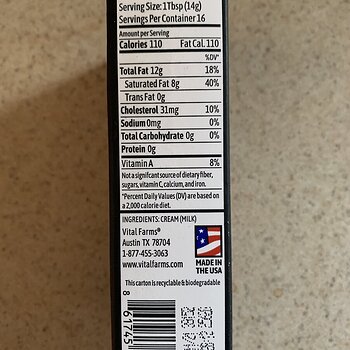 Serving Size: 1Tbsp (14g)
Servings Per Container 16
Amount per Serving
Calories 110 Fat Cal. 110
%DV*
Total Fat 12g 18%
Saturated Fat 8g 40%
Trans Fat 0g
Cholesterol 31mg 10%
Sodium 0mg 0%
Total Carbohydrate 0g 0%
Protein 0g
Vitamin A 8%
Not a signifcant source of dietary fiber,
sugars, vitamin C, calcium, and iron.
*Percent Daily Values (DV) are based on
a 2,000 calorie diet.
INGREDIENTS: CREAM (MILK)
Vital Farms®
Austin TX 78704
1-877-455-3063
www.vitalfarms.com
MADE IN
THE USA
This carton is recyclable & biodegradable
8
61745